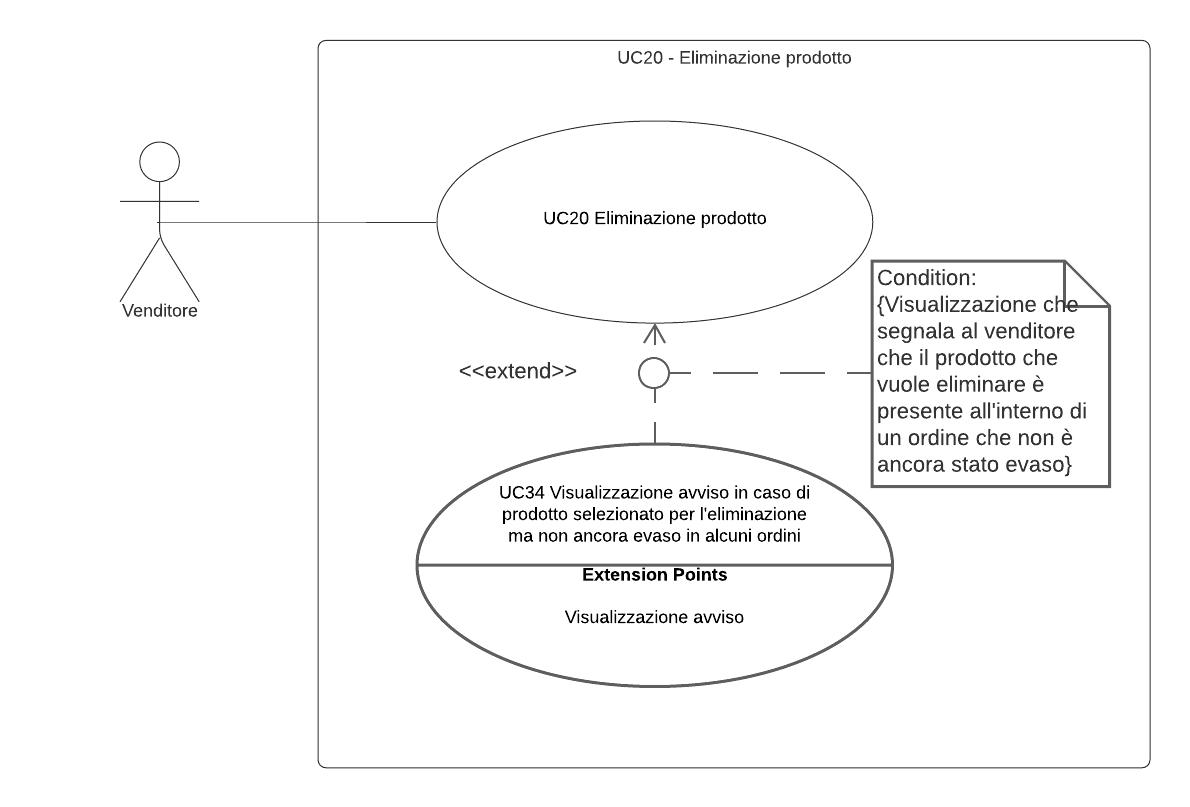 UC20 - Eliminazione prodotto
UC20 Eliminazione prodotto
Venditore
Condition:
{Visualizzazione che
segnala al venditore
che il prodotto che
vuole eliminare è
presente all'interno di
un ordine che non è
ancora stato evaso}
<<extend>>
UC34 Visualizzazione avviso in caso di
prodotto selezionato per l'eliminazione
ma non ancora evaso in alcuni ordini
Extension Points
Visualizzazione avviso